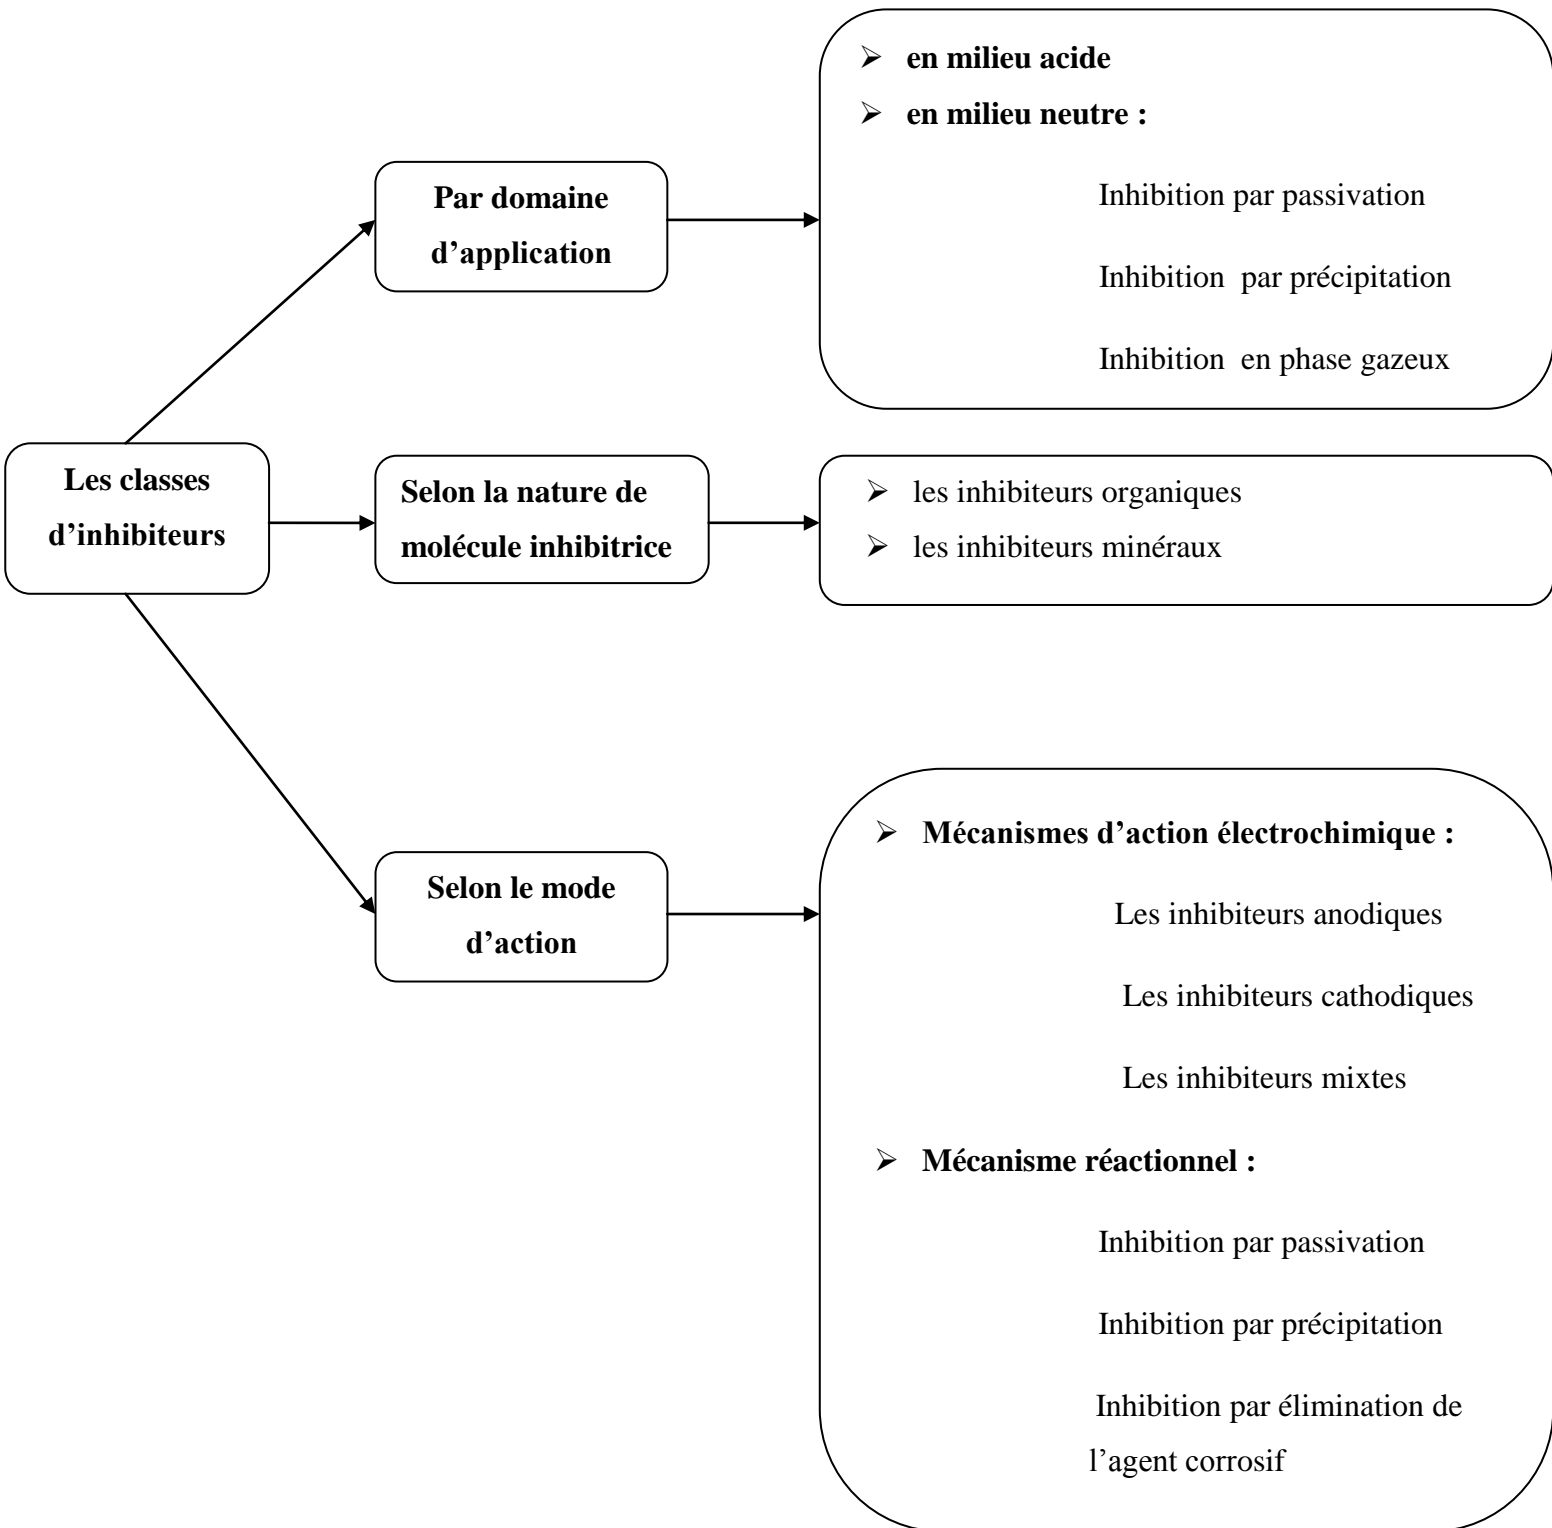 ➢ en milieu acide
➢ en milieu neutre :
Inhibition par passivation
Inhibition  par précipitation
Inhibition  en phase gazeux
Par domaine
d’application
Les classes
d’inhibiteurs
Selon la nature de
molécule inhibitrice
➢ les inhibiteurs organiques
➢ les inhibiteurs minéraux
Selon le mode
d’action
➢ Mécanismes d’action électrochimique :
Les inhibiteurs anodiques
Les inhibiteurs cathodiques
Les inhibiteurs mixtes
➢ Mécanisme réactionnel :
Inhibition par passivation
Inhibition par précipitation
Inhibition par élimination de
l’agent corrosif